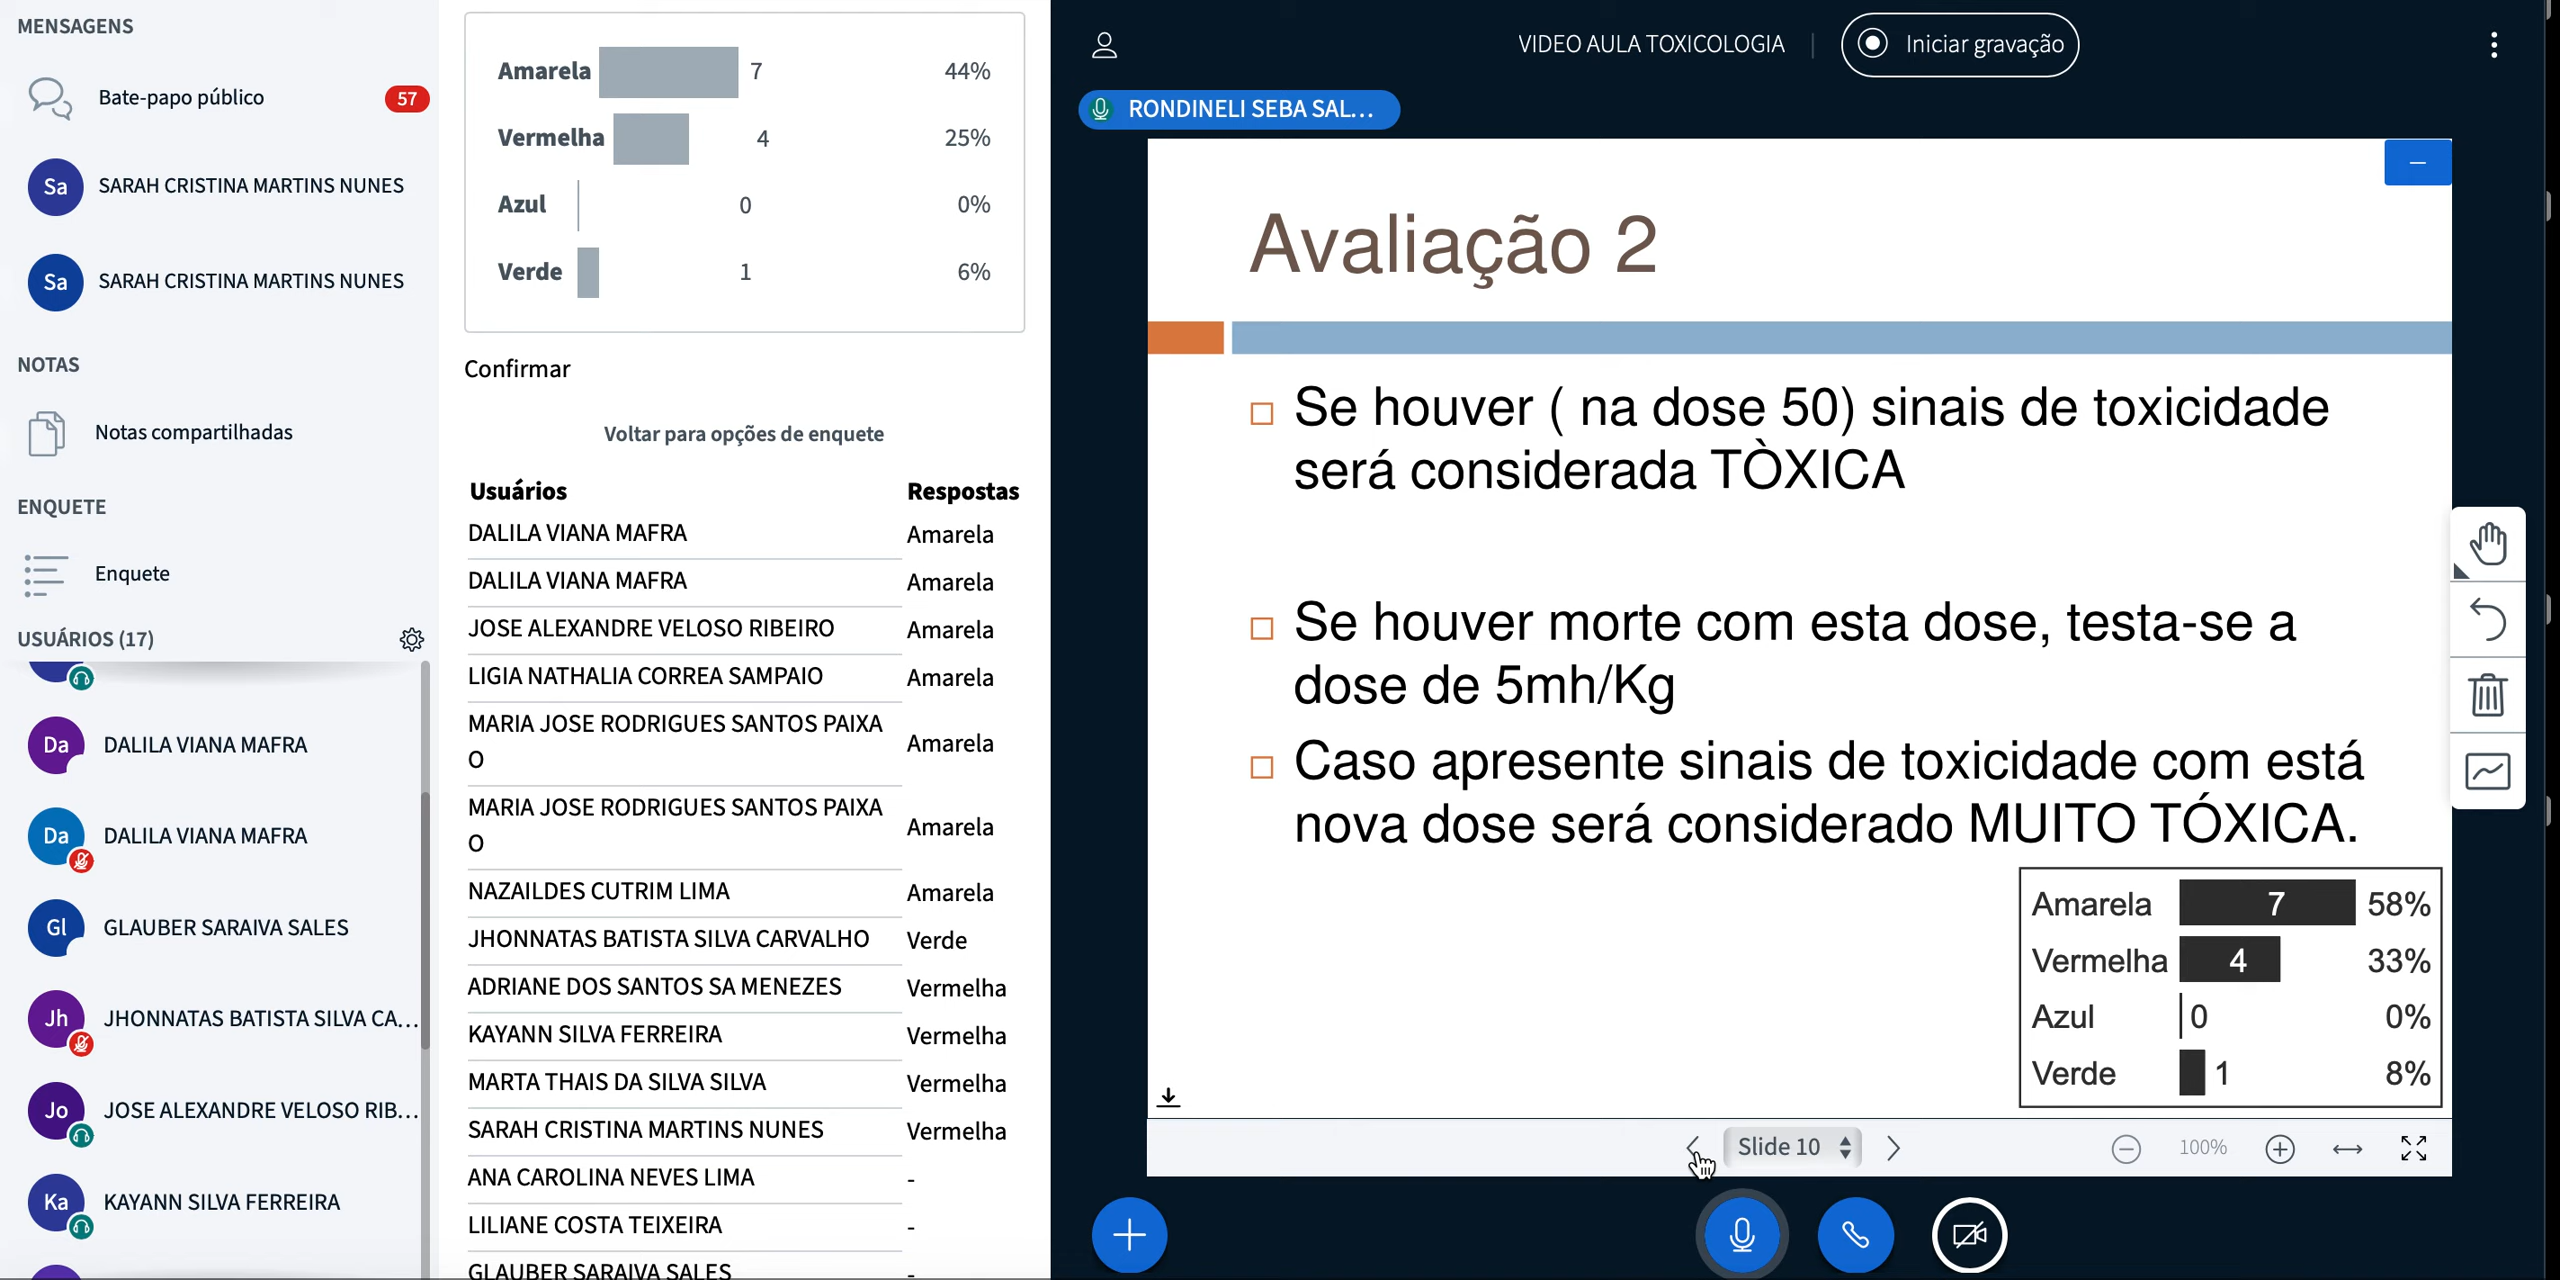 MENSAGENS
Bate-papo público
57
Sa
SARAH CRISTINA MARTINS NUNES
Sa
SARAH CRISTINA MARTINS NUNES
NOTAS
Notas compartilhadas
ENQUETE
Enquete
USUÁRIOS (17)
Da
DALILA VIANA MAFRA
Da
DALILA VIANA MAFRA
Gl
GLAUBER SARAIVA SALES
Jh
JHONNATAS BATISTA SILVA CA...
Jo
JOSE ALEXANDRE VELOSO RIB...
Ka
KAYANN SILVA FERREIRA
Amarela 7 44%
Vermelha 4 25%
Azul 0 0%
Verde 1 6%
Confirmar
Voltar para opções de enquete
Usuários Respostas
DALILA VIANA MAFRA Amarela
DALILA VIANA MAFRA Amarela
JOSE ALEXANDRE VELOSO RIBEIRO Amarela
LIGIA NATHALIA CORREA SAMPAIO Amarela
MARIA JOSE RODRIGUES SANTOS PAIXA
O
Amarela
MARIA JOSE RODRIGUES SANTOS PAIXA
O
Amarela
NAZAILDES CUTRIM LIMA Amarela
JHONNATAS BATISTA SILVA CARVALHO Verde
ADRIANE DOS SANTOS SA MENEZES Vermelha
KAYANN SILVA FERREIRA Vermelha
MARTA THAIS DA SILVA SILVA Vermelha
SARAH CRISTINA MARTINS NUNES Vermelha
ANA CAROLINA NEVES LIMA -
LILIANE COSTA TEIXEIRA -
GLAUBER SARAIVA SALES -
VIDEO AULA TOXICOLOGIA
Iniciar gravação
RONDINELI SEBA SAL...
Avaliação 2
Se houver ( na dose 50) sinais de toxicidade
será considerada TÒXICA
Se houver morte com esta dose, testa-se a
dose de 5mh/Kg
Caso apresente sinais de toxicidade com está
nova dose será considerado MUITO TÓXICA.
Amarela 7 58%
Vermelha 4 33%
Azul 0 0%
Verde 1 8%
Slide 10
100%